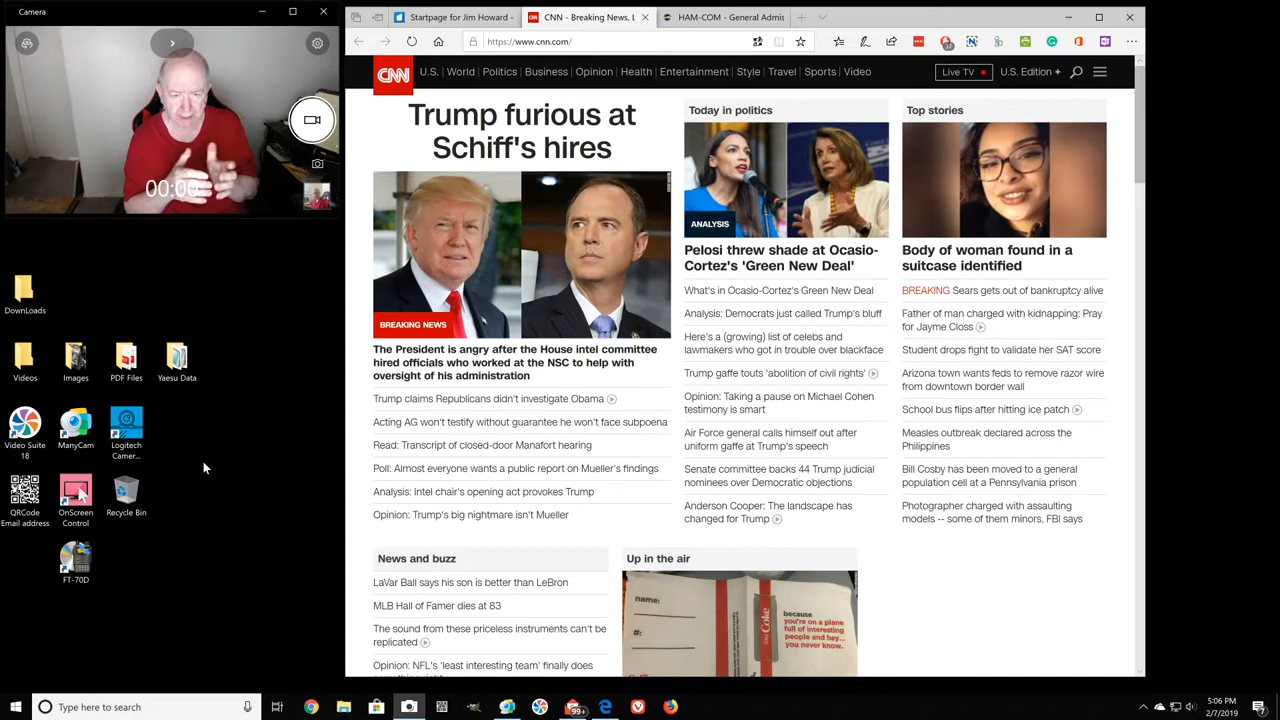 Camera
00:00
DownLoads
Videos
Images
PDF Files
Yaesu Data
Video Suite
18
ManyCam
Logitech
Camer...
QRCode
Email address
OnScreen
Control
Recycle Bin
FT-70D
Startpage for Jim Howard -
CNN - Breaking News, L
HAM-COM - General Admis
https://www.cnn.com/
CNN
U.S.
World
Politics
Business
Opinion
Health
Entertainment
Style
Travel
Sports
Video
Live TV
U.S. Edition +
Trump furious at
Schiff's hires
BREAKING NEWS
The President is angry after the House intel committee
hired officials who worked at the NSC to help with
oversight of his administration
Trump claims Republicans didn't investigate Obama
Acting AG won't testify without guarantee he won't face subpoena
Read: Transcript of closed-door Manafort hearing
Poll: Almost everyone wants a public report on Mueller's findings
Analysis: Intel chair's opening act provokes Trump
Opinion: Trump's big nightmare isn't Mueller
Today in politics
ANALYSIS
Pelosi threw shade at Ocasio-
Cortez's 'Green New Deal'
What's in Ocasio-Cortez's Green New Deal
Analysis: Democrats just called Trump's bluff
Here's a (growing) list of celebs and
lawmakers who got in trouble over blackface
Trump gaffe touts 'abolition of civil rights'
Opinion: Taking a pause on Michael Cohen
testimony is smart
Air Force general calls himself out after
uniform gaffe at Trump's speech
Senate committee backs 44 Trump judicial
nominees over Democratic objections
Anderson Cooper: The landscape has
changed for Trump
Top stories
Body of woman found in a
suitcase identified
BREAKING Sears gets out of bankruptcy alive
Father of man charged with kidnapping: Pray
for Jayme Closs
Student drops fight to validate her SAT score
Arizona town wants feds to remove razor wire
from downtown border wall
School bus flips after hitting ice patch
Measles outbreak declared across the
Philippines
Bill Cosby has been moved to a general
population cell at a Pennsylvania prison
Photographer charged with assaulting
models -- some of them minors, FBI says
News and buzz
LaVar Ball says his son is better than LeBron
MLB Hall of Famer dies at 83
The sound from these priceless instruments can't be
replicated
Opinion: NFL's 'least interesting team' finally does
Up in the air
name:
#:
Coke
because
you're on a plane
full of interesting
people and hey...
you never know.
Type here to search
99+
5:06 PM
2/7/2019